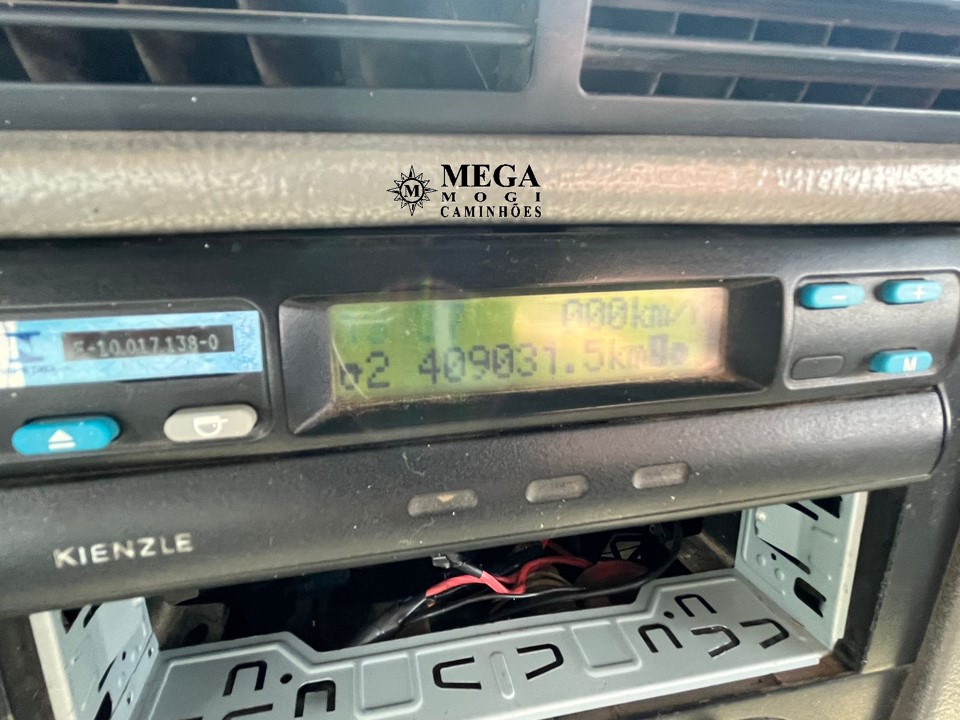 MEGA
MOGI
CAMINHÕES
M
-10.017.138-0
000km/
2 409031.5km
M
KIENZLE